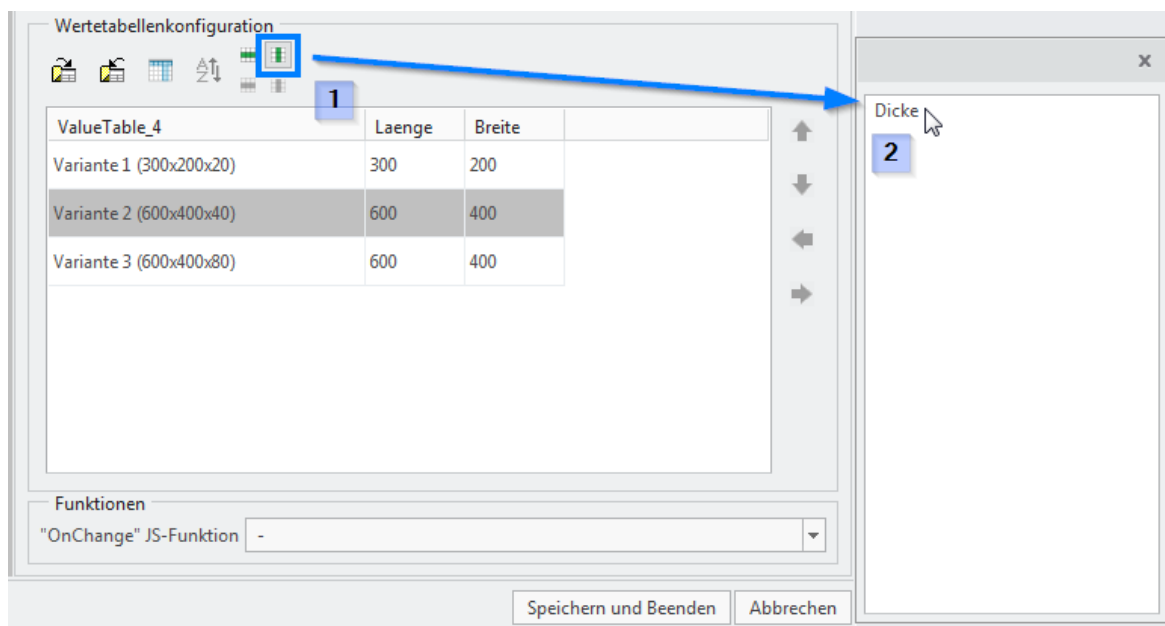 Wertetabellenkonfiguration
x
A
Z
1
Dicke
2
ValueTable_4 Laenge Breite
Variante 1 (300x200x20) 300 200
Variante 2 (600x400x40) 600 400
Variante 3 (600x400x80) 600 400
Funktionen
"OnChange" JS-Funktion -
Speichern und Beenden Abbrechen